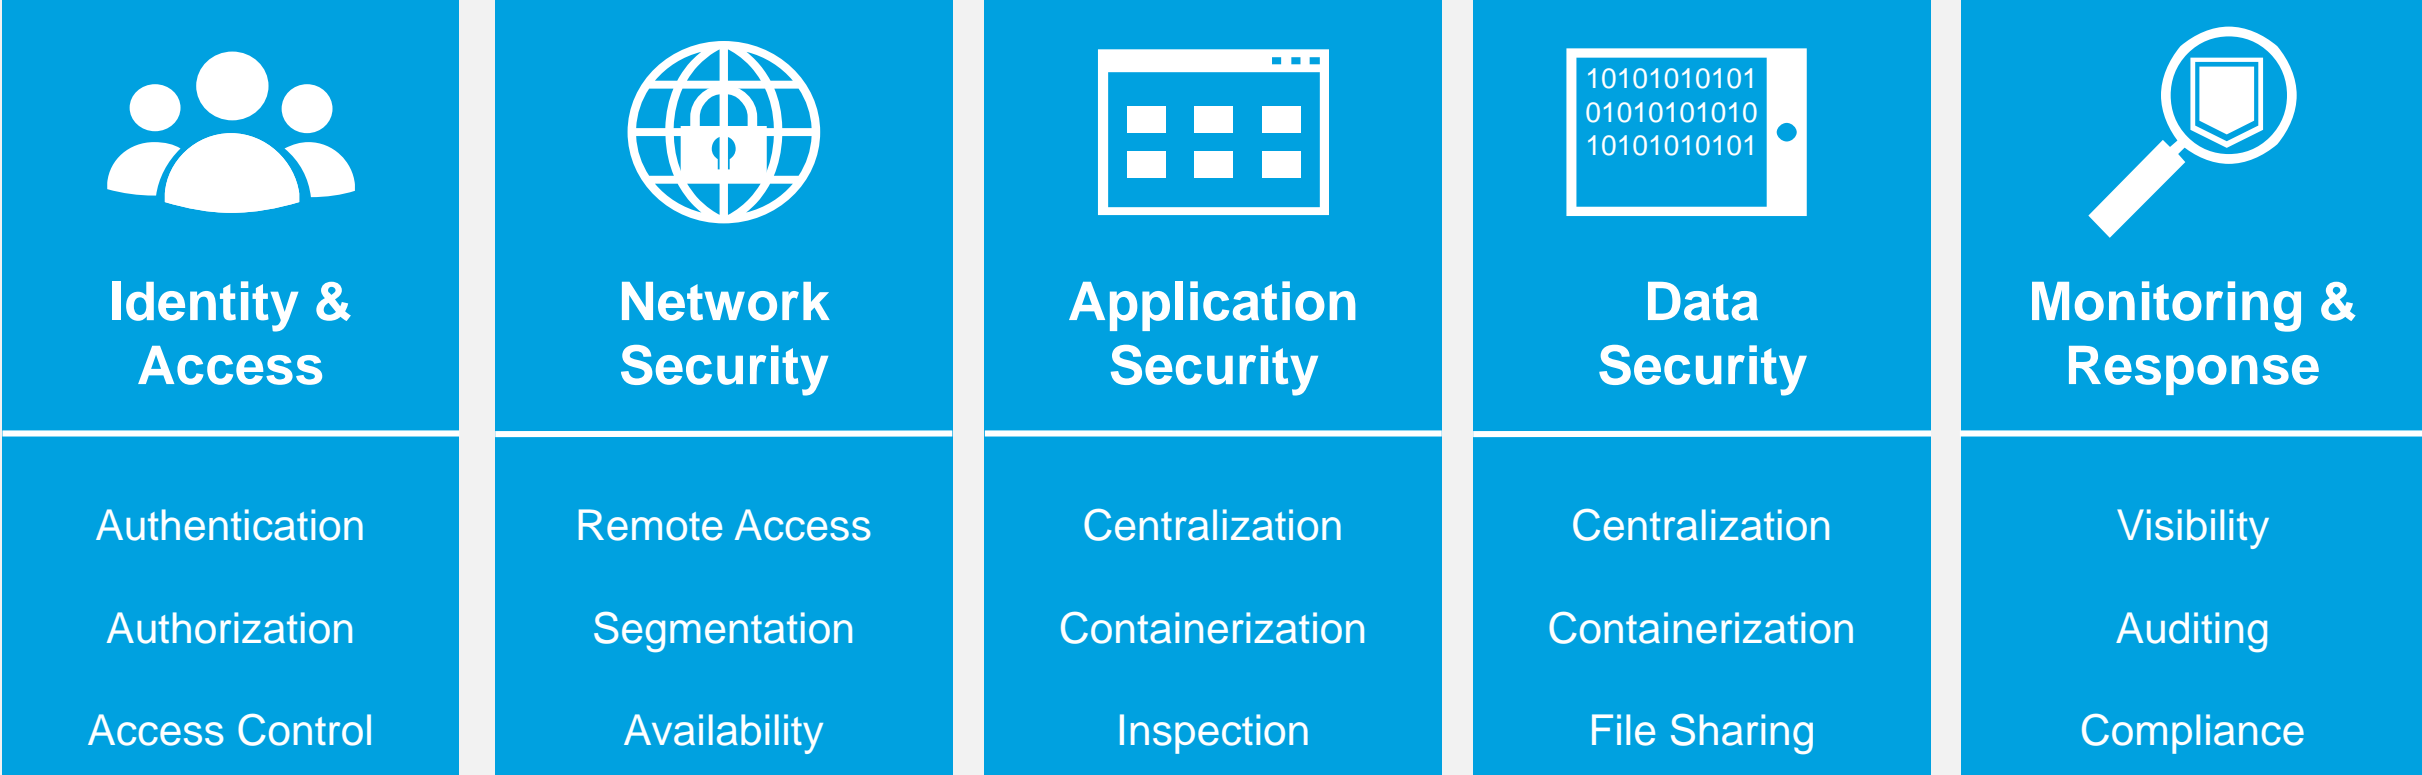 10101010101
01010101010
10101010101
Identity &
Access
Authentication
Authorization
Access Control
Network
Security
Remote Access
Segmentation
Availability
Application
Security
Centralization
Containerization
Inspection
Data
Security
Centralization
Containerization
File Sharing
Monitoring &
Response
Visibility
Auditing
Compliance